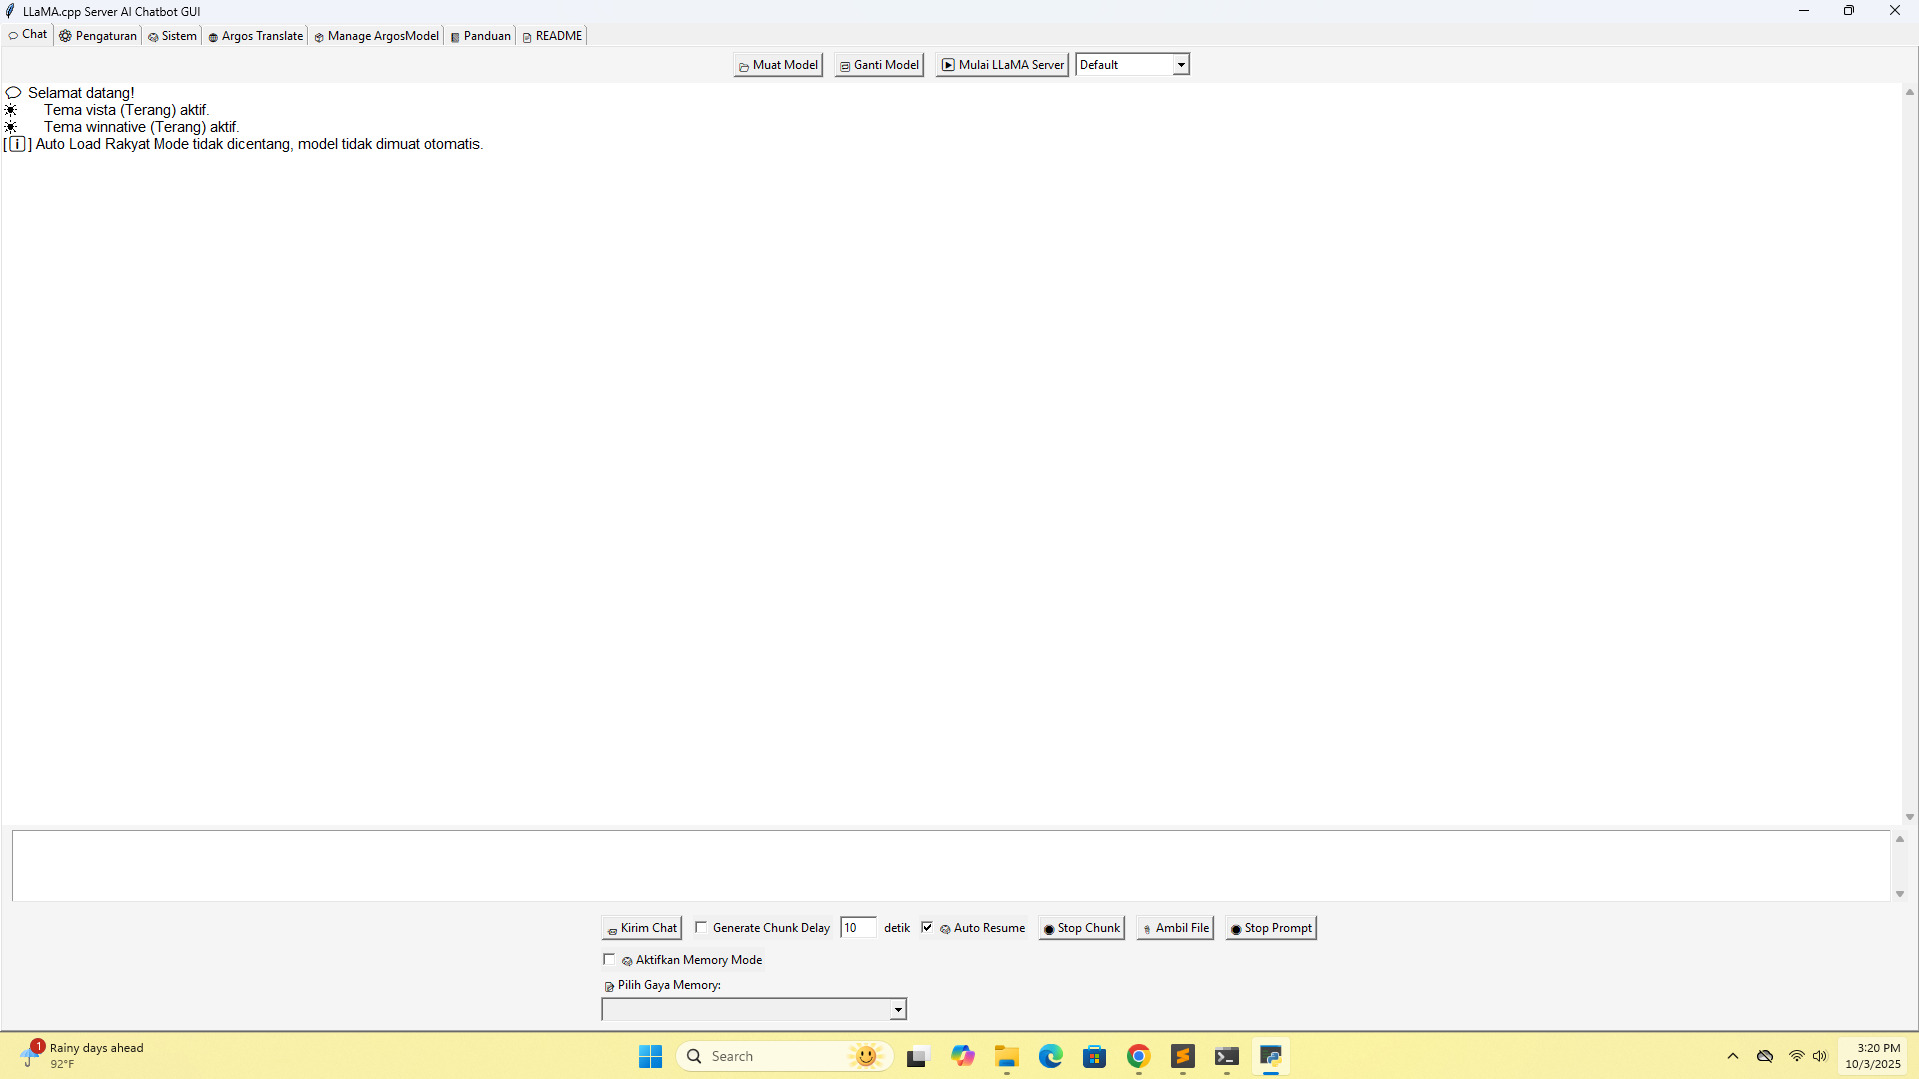 LLaMA.cpp Server AI Chatbot GUI
Chat Pengaturan Sistem Argos Translate Manage ArgosModel Panduan README
Muat Model Ganti Model Mulai LLaMA Server Default
Selamat datang!
Tema vista (Terang) aktif.
Tema winnative (Terang) aktif.
[i] Auto Load Rakyat Mode tidak dicentang, model tidak dimuat otomatis.
Kirim Chat Generate Chunk Delay 10 detik Auto Resume Stop Chunk Ambil File Stop Prompt
Aktifkan Memory Mode
Pilih Gaya Memory:
1 Rainy days ahead
92°F
Search
3:20 PM
10/3/2025